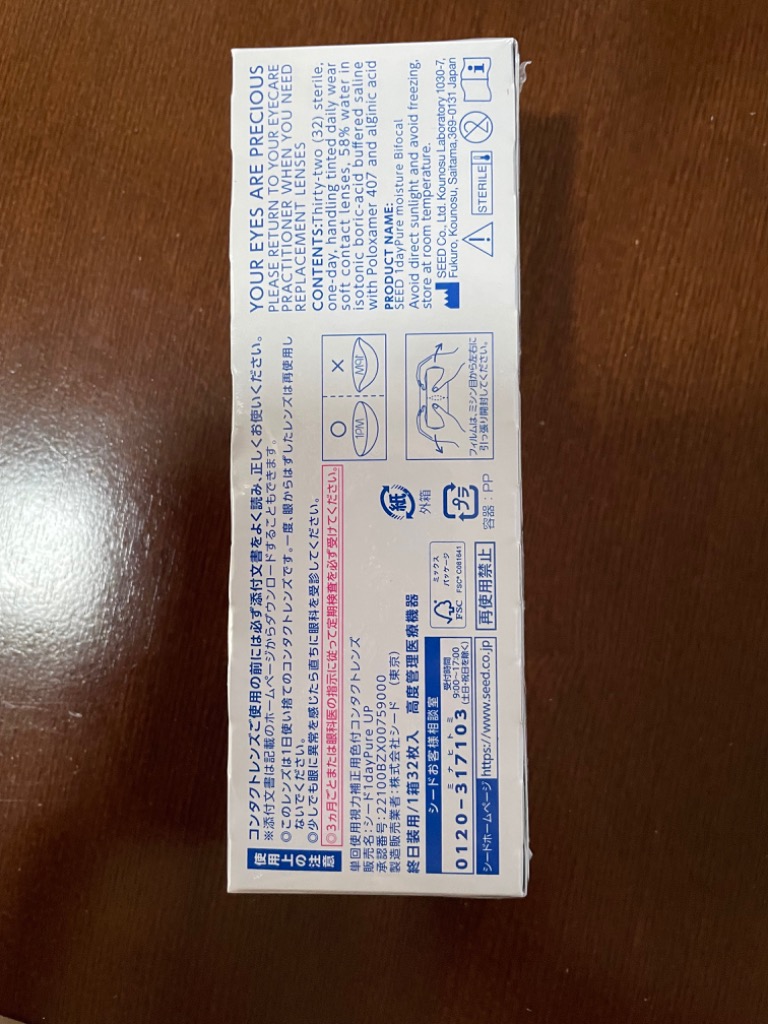 使用上の注意
コンタクトレンズご使用の前には必ず添付文書をよく読み、正しくお使いください。
※添付文書は記載のホームページからダウンロードすることもできます。
◎このレンズは1日使い捨てのコンタクトレンズです。一度、眼からはずしたレンズは再使用し
ないでください。
◎少しでも眼に異常を感じたら直ちに眼科を受診してください。
◎3ヵ月ごとまたは眼科医の指示に従って定期検査を必ず受けてください。
単回使用視力補正用色付コンタクトレンズ
販売名:シード1dayPure UP
承認番号:22100BZX00759000
製造販売業者:株式会社シード (東京)
終日装用/1箱32枚入 高度管理医療機器
シードお客様相談室
0120-317103
ミナヒトミ
受付時間
9:00~17:00
(土日・祝日を除く)
シードホームページ https://www.seed.co.jp
FSC
ミックス
パッケージ
FSC® C081641
再使用禁止
紙
外箱
プラ
容器:PP
1PM
フィルムは、ミシン目から左右に
引っ張り開封してください。
YOUR EYES ARE PRECIOUS
PLEASE RETURN TO YOUR EYECARE
PRACTITIONER WHEN YOU NEED
REPLACEMENT LENSES
CONTENTS:Thirty-two (32) sterile,
one-day, handling tinted daily wear
soft contact lenses, 58% water in
isotonic boric-acid buffered saline
with Poloxamer 407 and alginic acid
PRODUCT NAME:
SEED 1dayPure moisture Bifocal
Avoid direct sunlight and avoid freezing,
store at room temperature.
SEED Co., Ltd. Kounosu Laboratory 1030-7,
Fukuro, Kounosu, Saitama,369-0131 Japan
STERILE
2
i